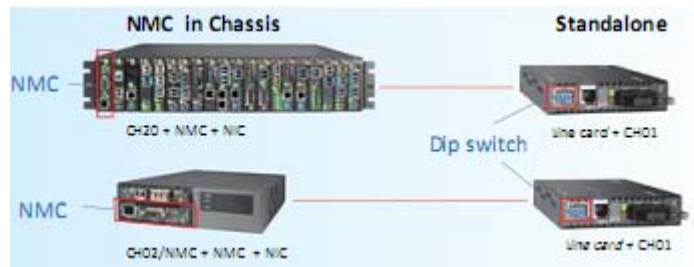 NMC in Chassis
Standalone
NMC
CH20 + NMC + NIC
line card + CH01
Dip switch
NMC
CH02/NMC + NMC + NIC
line card + CH01